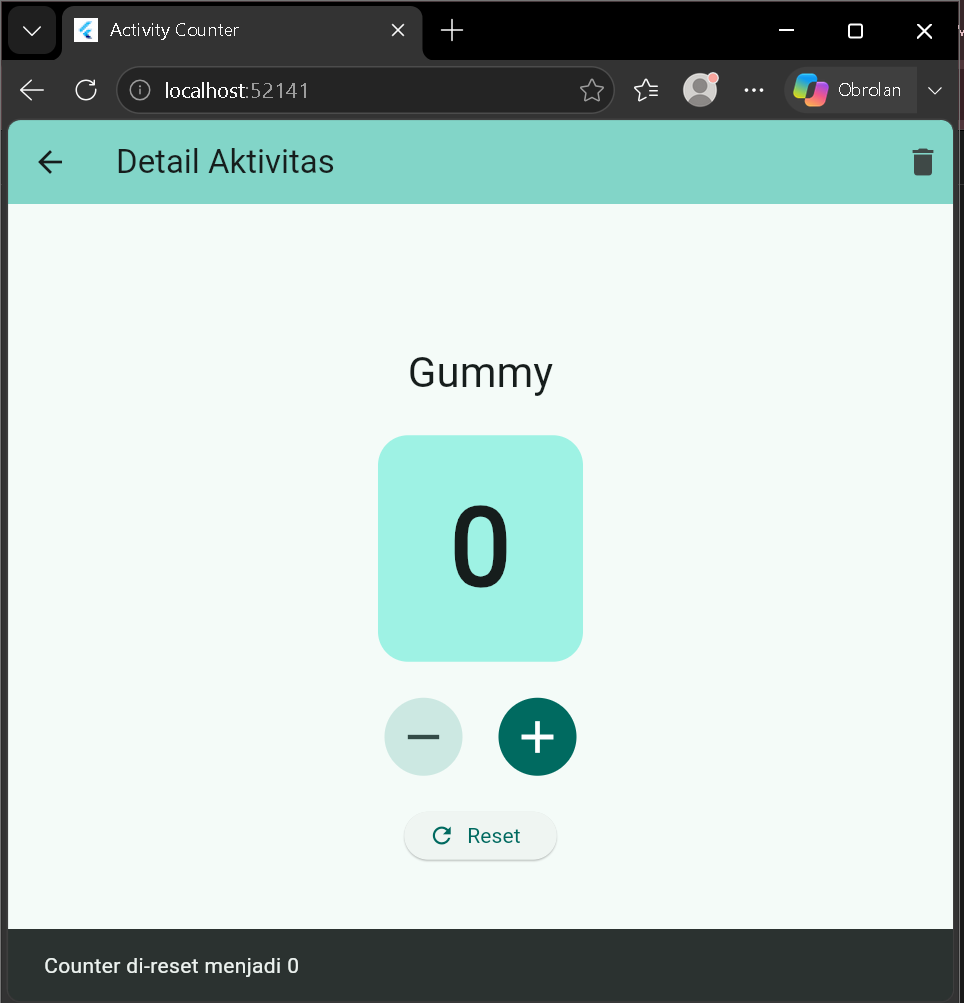 Activity Counter
localhost:52141
Obrolan
Detail Aktivitas
Gummy
0
Reset
Counter di-reset menjadi 0